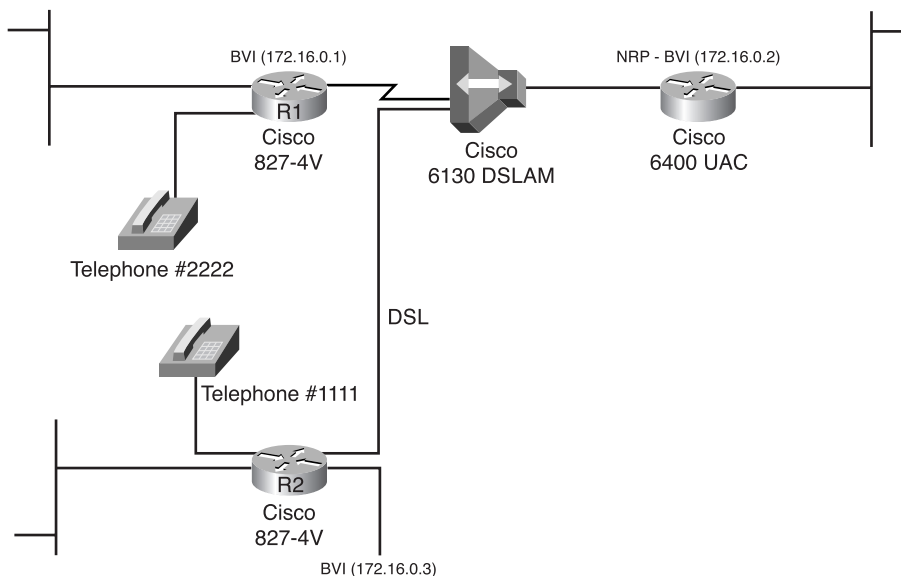 BVI (172.16.0.1)
NRP - BVI (172.16.0.2)
R1
Cisco
827-4V
Cisco
6130 DSLAM
Cisco
6400 UAC
Telephone #2222
DSL
Telephone #1111
R2
Cisco
827-4V
BVI (172.16.0.3)